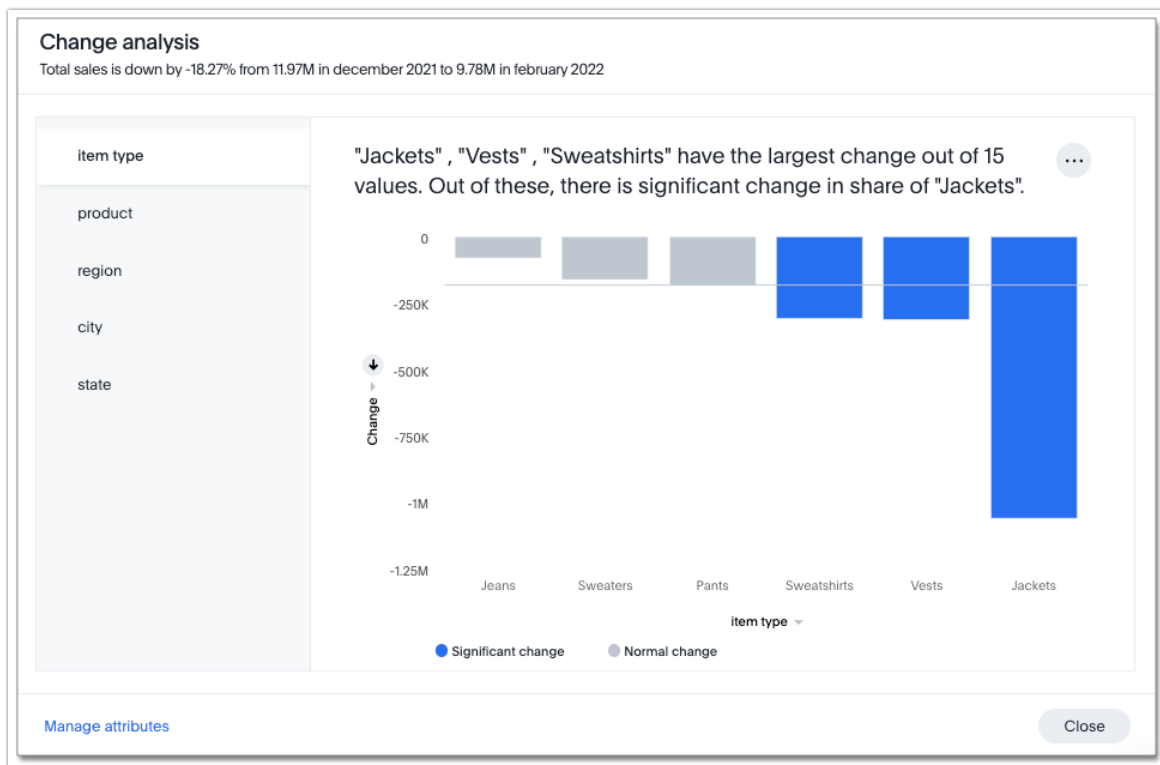 Change analysis
Total sales is down by -18.27% from 11.97M in december 2021 to 9.78M in february 2022
item type
product
region
city
state
"Jackets" , "Vests" , "Sweatshirts" have the largest change out of 15
values. Out of these, there is significant change in share of "Jackets".
...
0
-250K
-500K
-750K
-1M
-1.25M
Change
Jeans Sweaters Pants Sweatshirts Vests Jackets
item type
Significant change Normal change
Manage attributes
Close